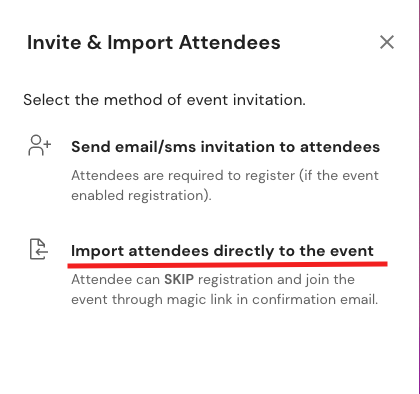 Invite & Import Attendees
Select the method of event invitation.
Send email/sms invitation to attendees
Attendees are required to register (if the event
enabled registration).
Import attendees directly to the event
Attendee can SKIP registration and join the
event through magic link in confirmation email.